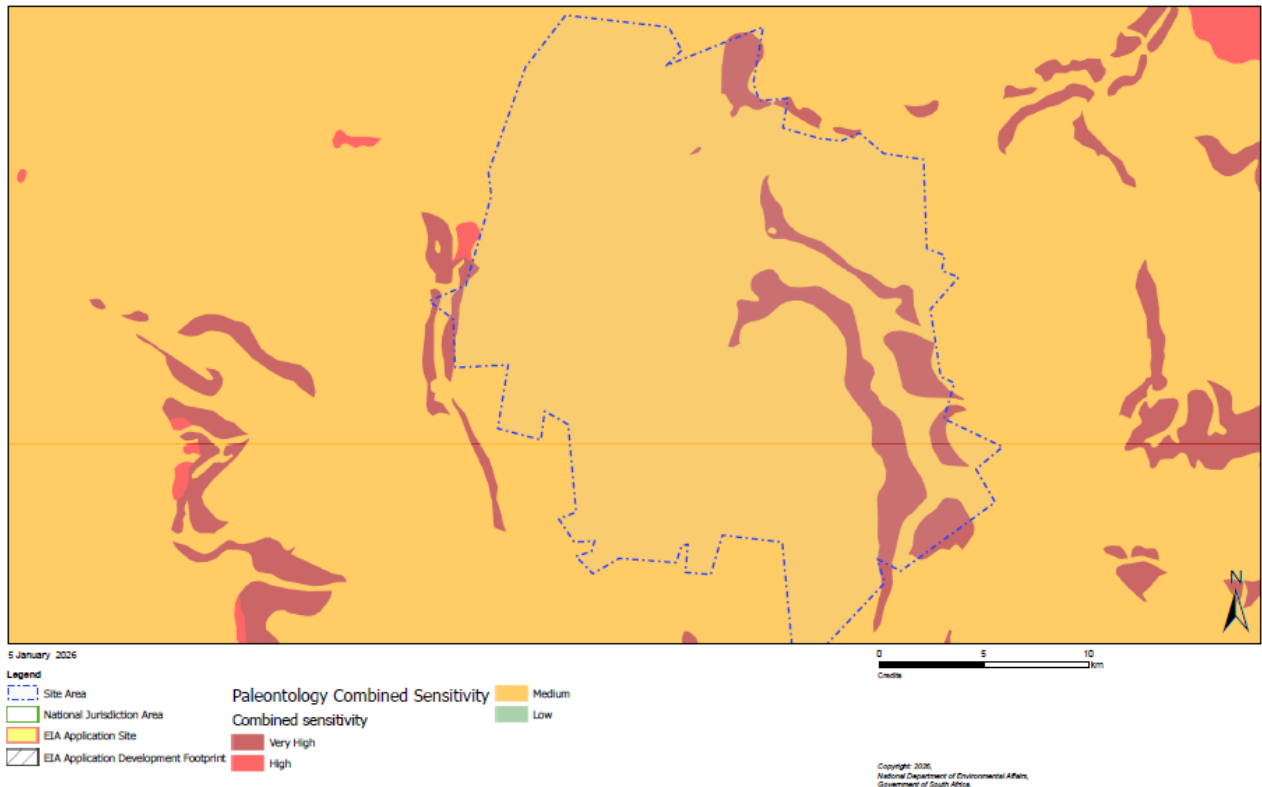 N
5 January 2026
Legend
Site Area
National Jurisdiction Area
EIA Application Site
EIA Application Development Footprint
Paleontology Combined Sensitivity
Combined sensitivity
Very High
High
Medium
Low
0 5 10
km
Credits
Copyright: 2026,
National Department of Environmental Affairs,
Government of South Africa.